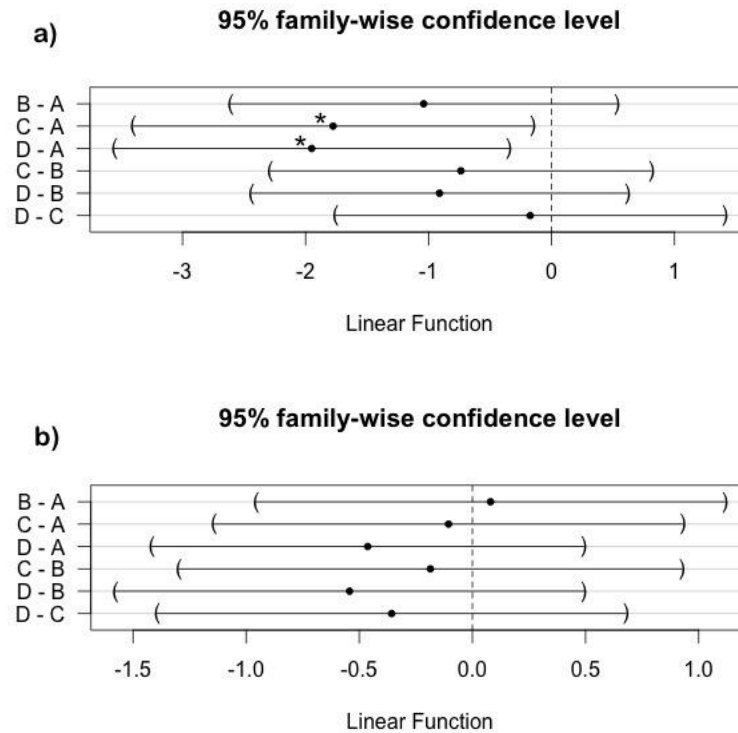 a)
95% family-wise confidence level
B - A
C - A
*
D - A
*
C - B
D - B
D - C
-3 -2 -1 0 1
Linear Function
b)
95% family-wise confidence level
B - A
C - A
D - A
C - B
D - B
D - C
-1.5 -1.0 -0.5 0.0 0.5 1.0
Linear Function